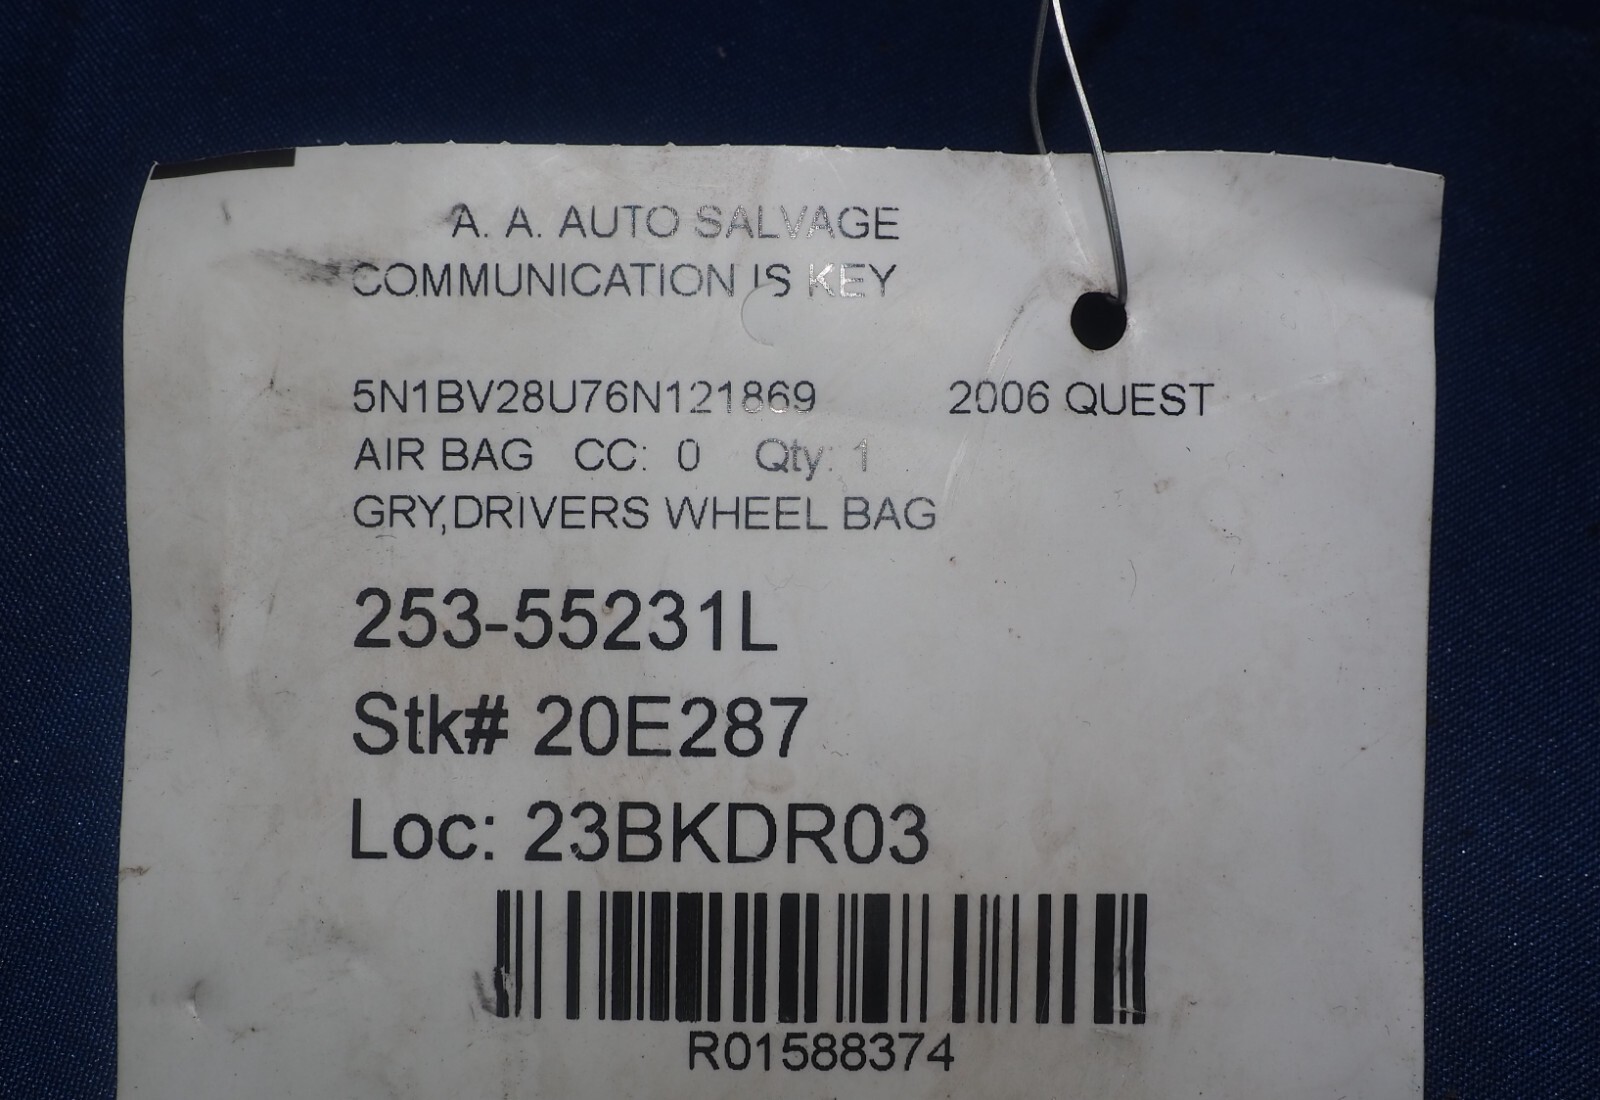 A. A. AUTO SALVAGE
COMMUNICATION IS KEY
5N1BV28U76N121869 2006 QUEST
AIR BAG CC: 0 Qty: 1
GRY,DRIVERS WHEEL BAG
253-55231L
Stk# 20E287
Loc: 23BKDR03
R01588374